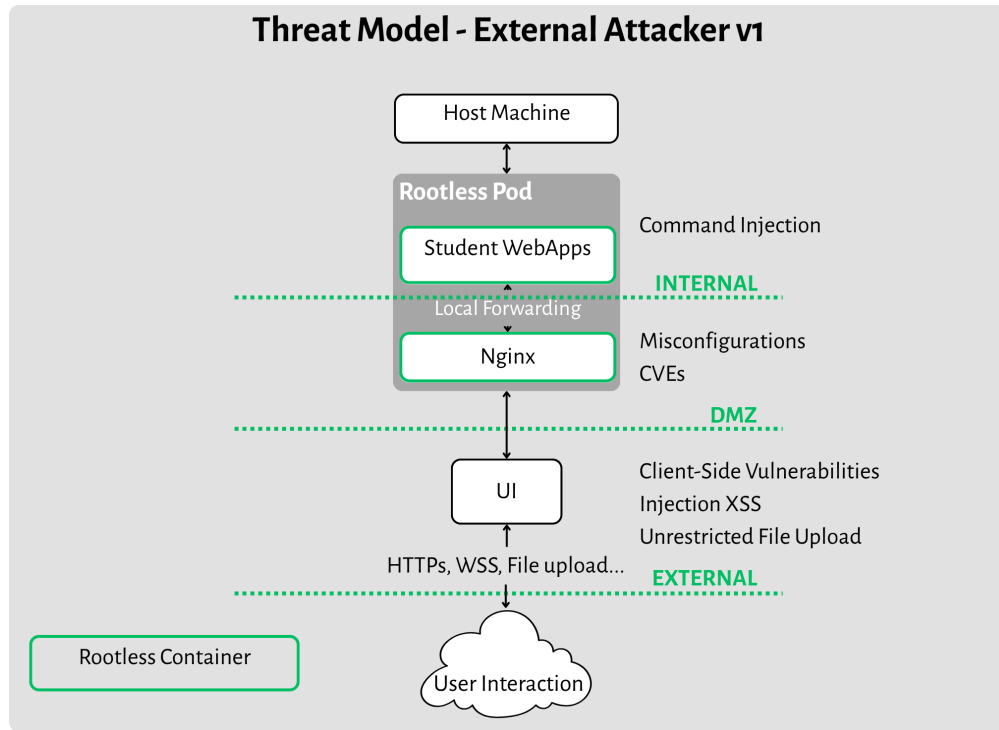 Threat Model - External Attacker v1
Host Machine
Rootless Pod
Student WebApps
Command Injection
INTERNAL
Local Forwarding
Nginx
Misconfigurations
CVEs
DMZ
UI
Client-Side Vulnerabilities
Injection XSS
Unrestricted File Upload
HTTPs, WSS, File upload...
EXTERNAL
Rootless Container
User Interaction